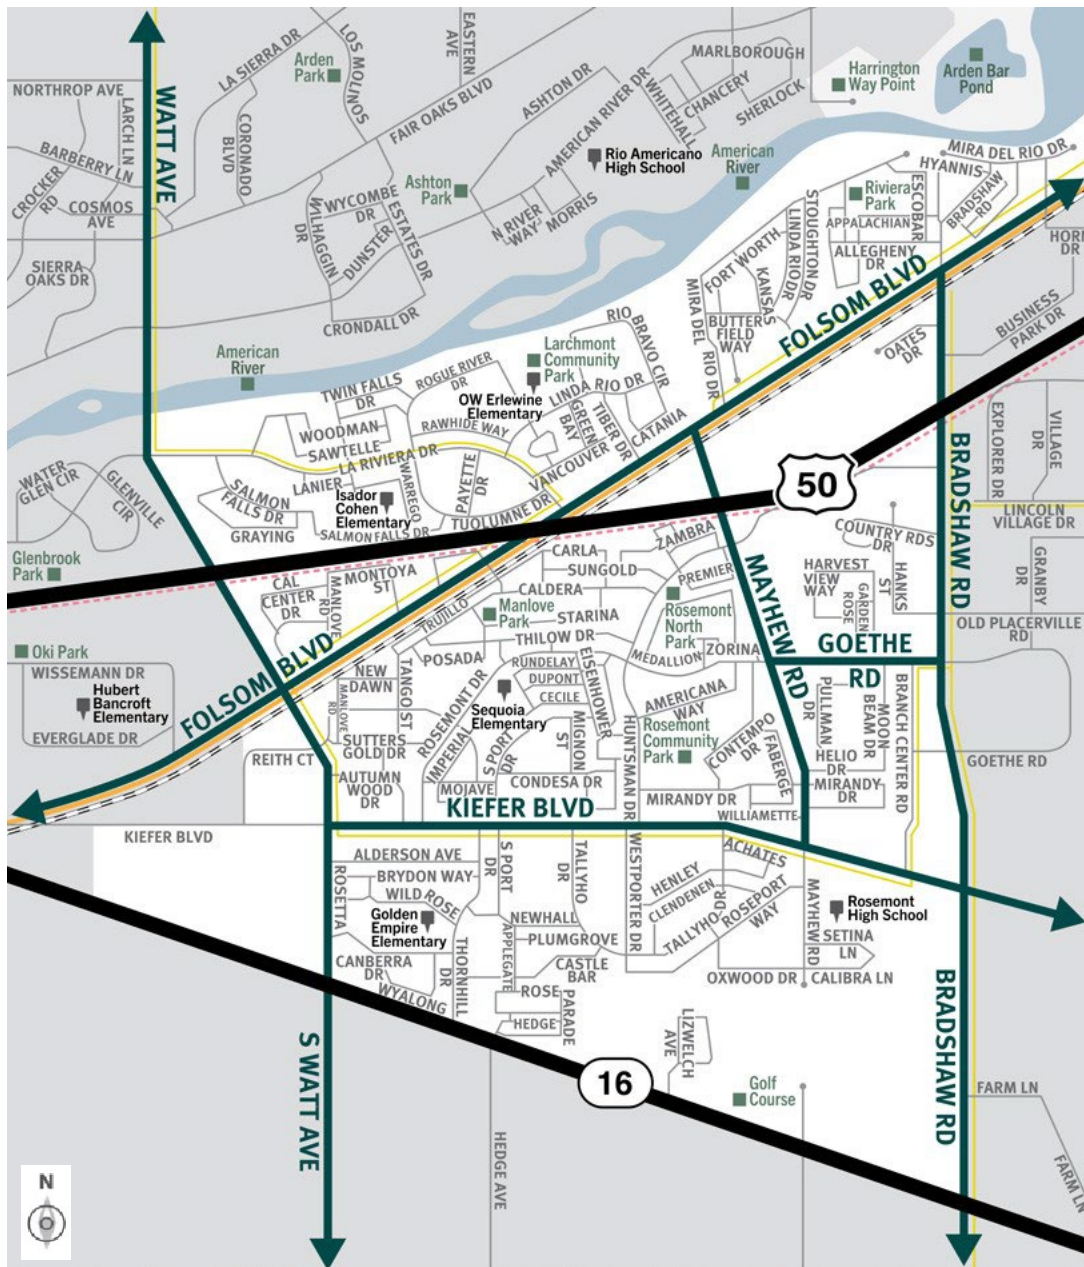 LOS MOLINOS
EASTERN
AVE
LA SIERRA DR
Arden
Park
MARLBOROUGH
Harrington
Way Point
Arden Bar
Pond
NORTHROP AVE
LARCH LN
WATT AVE
CORONADO
BLVD
FAIR OAKS BLVD
ASHTON DR
AMERICAN RIVER DR
WHITEHALL
CHANCERY
SHERLOCK
BARBERRY LN
CROCKER
RD
COSMOS
AVE
SIERRA
OAKS DR
Rio Americano
High School
American
River
MIRA DEL RIO DR
HYANNIS
Ashton
Park
WYCOMBE
DR
WILHAGGIN
DR
DUNSTER
ESTATES DR
N RIVER
WAY
MORRIS
STOUGHTON DR
LINDA RIO DR
Riviera
Park
ESCOBAR
BRADSHAW
RD
APPALACHIAN
ALLEGHENY
DR
HORN
DR
FORT WORTH
KANSAS
MIRA DEL RIO DR
BUTTER
FIELD WAY
FOLSOM BLVD
OATES
DR
BUSINESS
PARK DR
CRONDALL DR
American
River
RIO
BRAVO CIR
Larchmont
Community
Park
OW Erlewine
Elementary
LINDA RIO DR
ROGUE RIVER
DR
TWIN FALLS
DR
WOODMAN
SAWTELLE
RAWHIDE WAY
GREEN
BAY
TIBER DR
CATANIA
VANCOUVER
LA RIVIERA DR
LANIER
WARREGO
PAYETTE
DR
TUOLUMNE DR
SALMON
FALLS DR
GRAYING
SALMON FALLS DR
Isador
Cohen
Elementary
WATER
GLEN CIR
GLENVILLE
CIR
Glenbrook
Park
50
EXPLORER DR
VILLAGE
DR
LINCOLN
VILLAGE DR
BRADSHAW RD
COUNTRY RDS
DR
ZAMBRA
CARLA
SUNGOLD
PREMIER
CALDERA
MAYHEW RD
HARVEST
VIEW WAY
GARDEN
ROSE
HANKS
ST
GRANBY
DR
OLD PLACERVILLE
RD
CAL
CENTER
DR
MANLOVE
RD
MONTOYA
ST
TRUJILLO
Manlove
Park
STARINA
Rosemont
North
Park
GOETHE
RD
Oki Park
WISSEMANN DR
Hubert
Bancroft
Elementary
EVERGLADE DR
FOLSOM BLVD
POSADA
THILOW DR
RUNDELAY
DUPONT
CECILE
EISENHOWER
MEDALLION
ZORINA
NEW
DAWN
MANLOVE
RD
TANGO ST
ROSEMONT DR
IMPERIAL
Sequoia
Elementary
S PORT
DR
MIGNON
ST
HUNTSMAN DR
AMERICANA
WAY
Rosemont
Community
Park
CONTEMPO
DR
FABERGE
PULLMAN
DR
MOON
BEAM DR
BRANCH CENTER RD
HELIO
DR
MIRANDY
DR
GOETHE RD
REITH CT
SUTTERS
GOLD DR
AUTUMN
WOOD DR
MOJAVE
CONDESA DR
MIRANDY DR
WILLIAMETTE
KIEFER BLVD
KIEFER BLVD
ALDERSON AVE
BRYDON WAY
WILD ROSE
ROSETTA
S PORT
DR
TALLYHO
DR
WESTPORTER DR
HENLEY
CLENDENEN
ACHATES
TALLYHO DR
ROSEPORT
WAY
MAYHEW RD
Rosemont
High School
SETINA
LN
Golden
Empire
Elementary
NEWHALL
PLUMGROVE
APPLEGATE
CASTLE
BAR
OXWOOD DR
CALIBRA LN
CANBERRA
DR
WYALONG
THORNHILL
DR
ROSE
PARADE
HEDGE
S WATT AVE
LIZWELCH
AVE
16
Golf
Course
BRADSHAW RD
FARM LN
FARM LN
HEDGE AVE
N